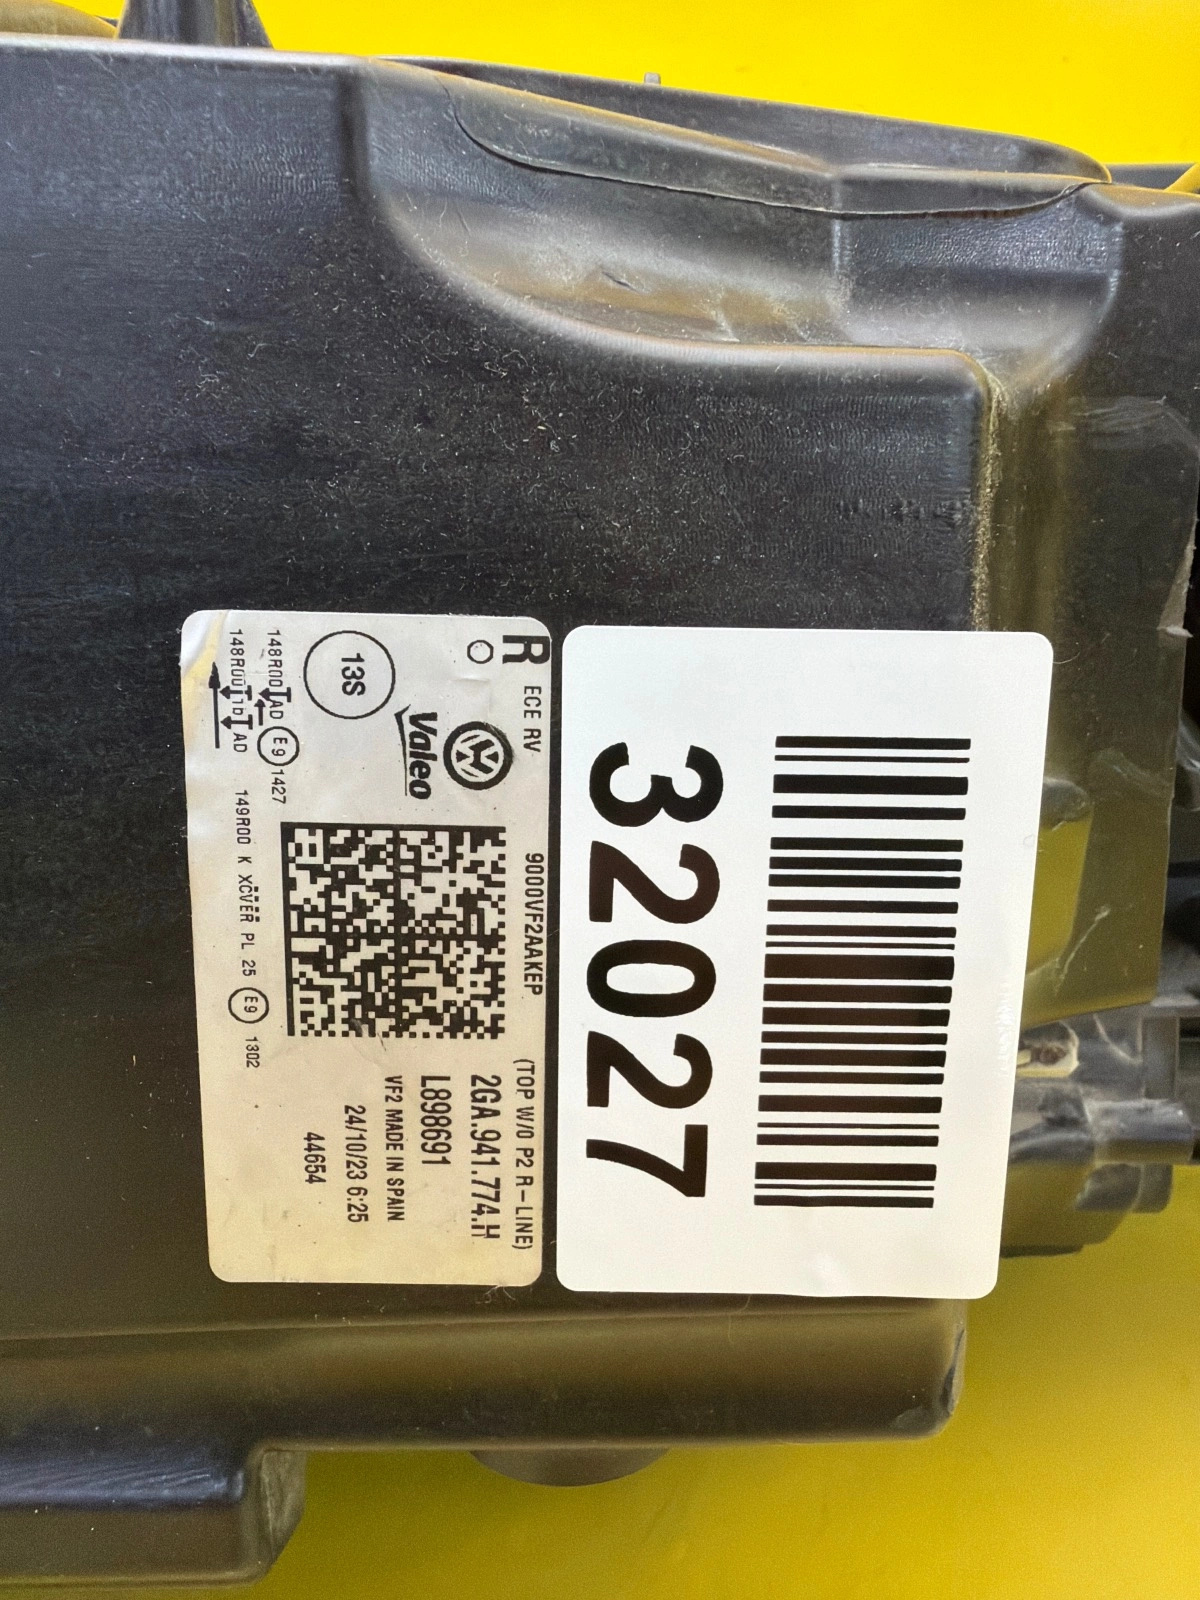 32027
R ECE RV 9000VF2AAKEP (TOP W/O P2 R-LINE)
2GA.941.774.H
Valeo
L898691
VF2 MADE IN SPAIN
13S
24/10/23 6:25
44654
148R00 AD E9 1427
148R00 AD 149R00 K XCVER PL 25 E9 1302